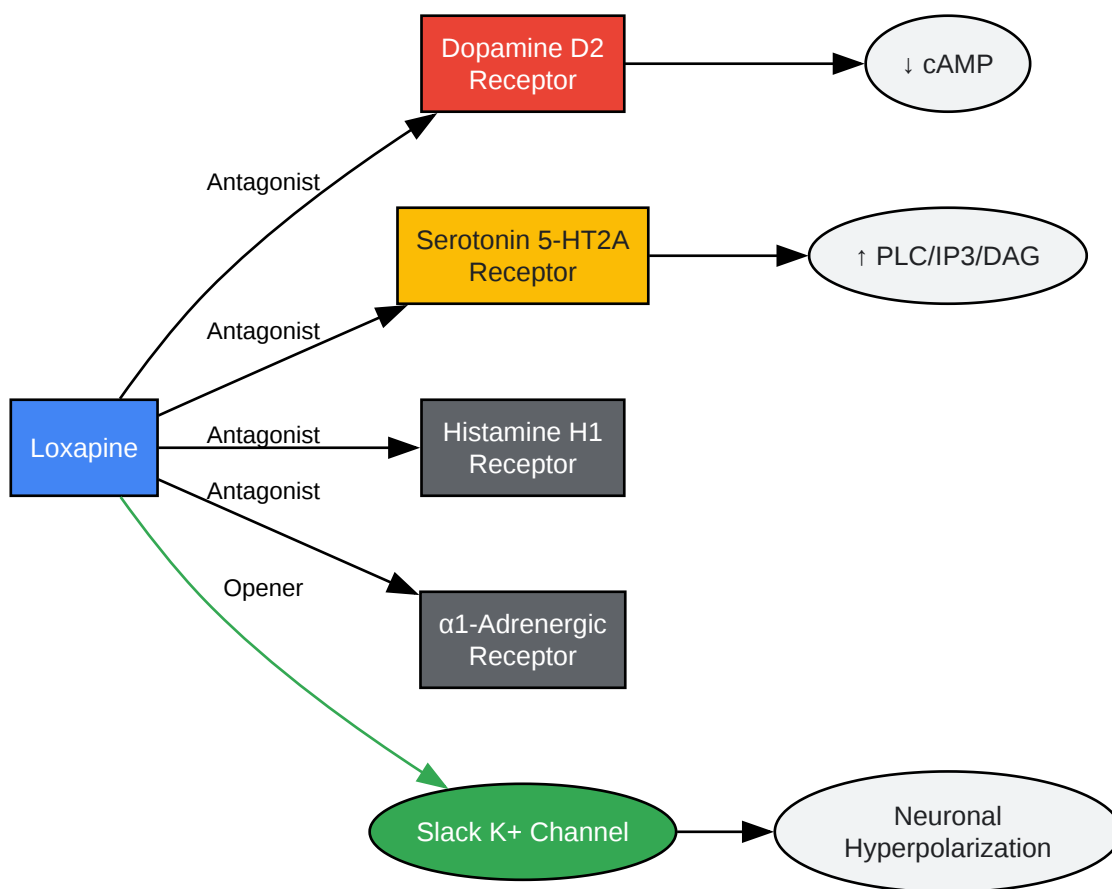 Dopamine D2
Receptor
↓ cAMP
Antagonist
Serotonin 5-HT2A
Receptor
↑ PLC/IP3/DAG
Antagonist
Loxapine
Antagonist
Histamine H1
Receptor
Antagonist
Opener
α1-Adrenergic
Receptor
Slack K+ Channel
Neuronal
Hyperpolarization